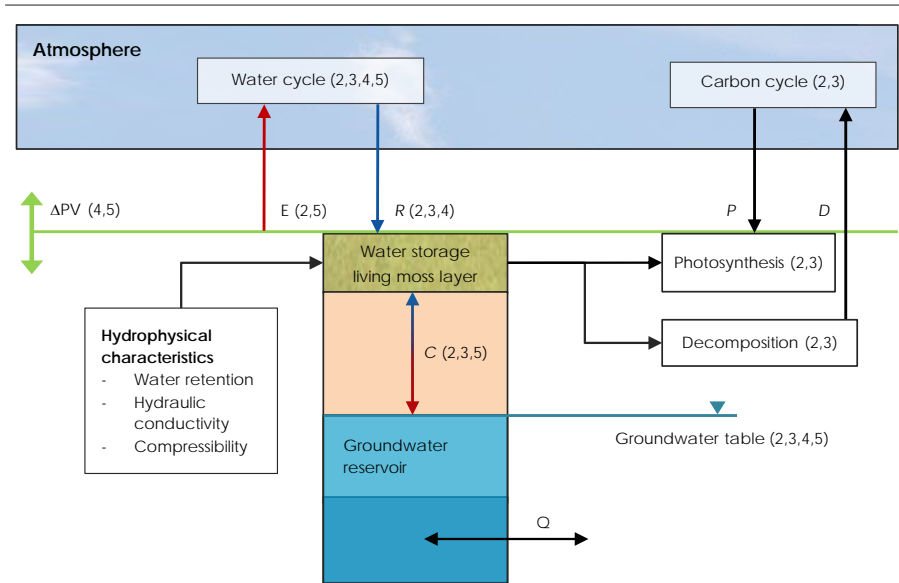 Atmosphere
Water cycle (2,3,4,5)
Carbon cycle (2,3)
ΔPV (4,5)
E (2,5)
R (2,3,4)
P
D
Water storage
living moss layer
Photosynthesis (2,3)
Hydrophysical
characteristics
- Water retention
- Hydraulic
conductivity
- Compressibility
C (2,3,5)
Decomposition (2,3)
Groundwater
reservoir
Groundwater table (2,3,4,5)
Q